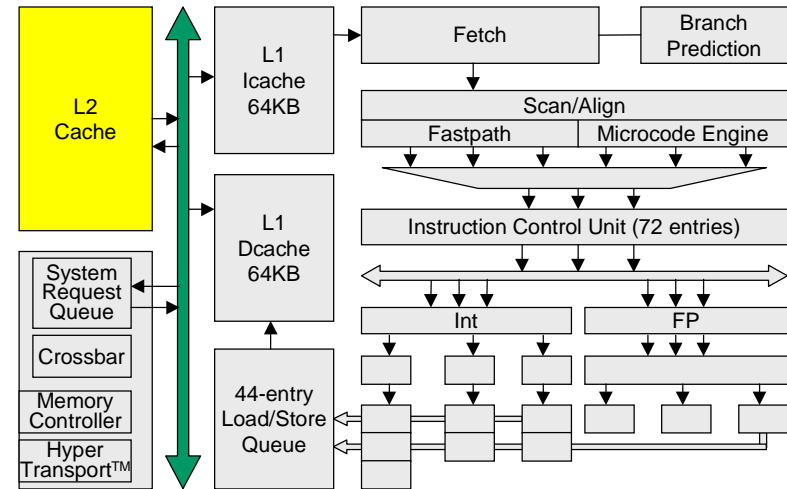 L2
Cache
L1
Icache
64KB
Fetch
Branch
Prediction
Scan/Align
Fastpath
Microcode Engine
L1
Dcache
64KB
Instruction Control Unit (72 entries)
System
Request
Queue
Crossbar
Memory
Controller
Hyper
Transport™
44-entry
Load/Store
Queue
Int
FP